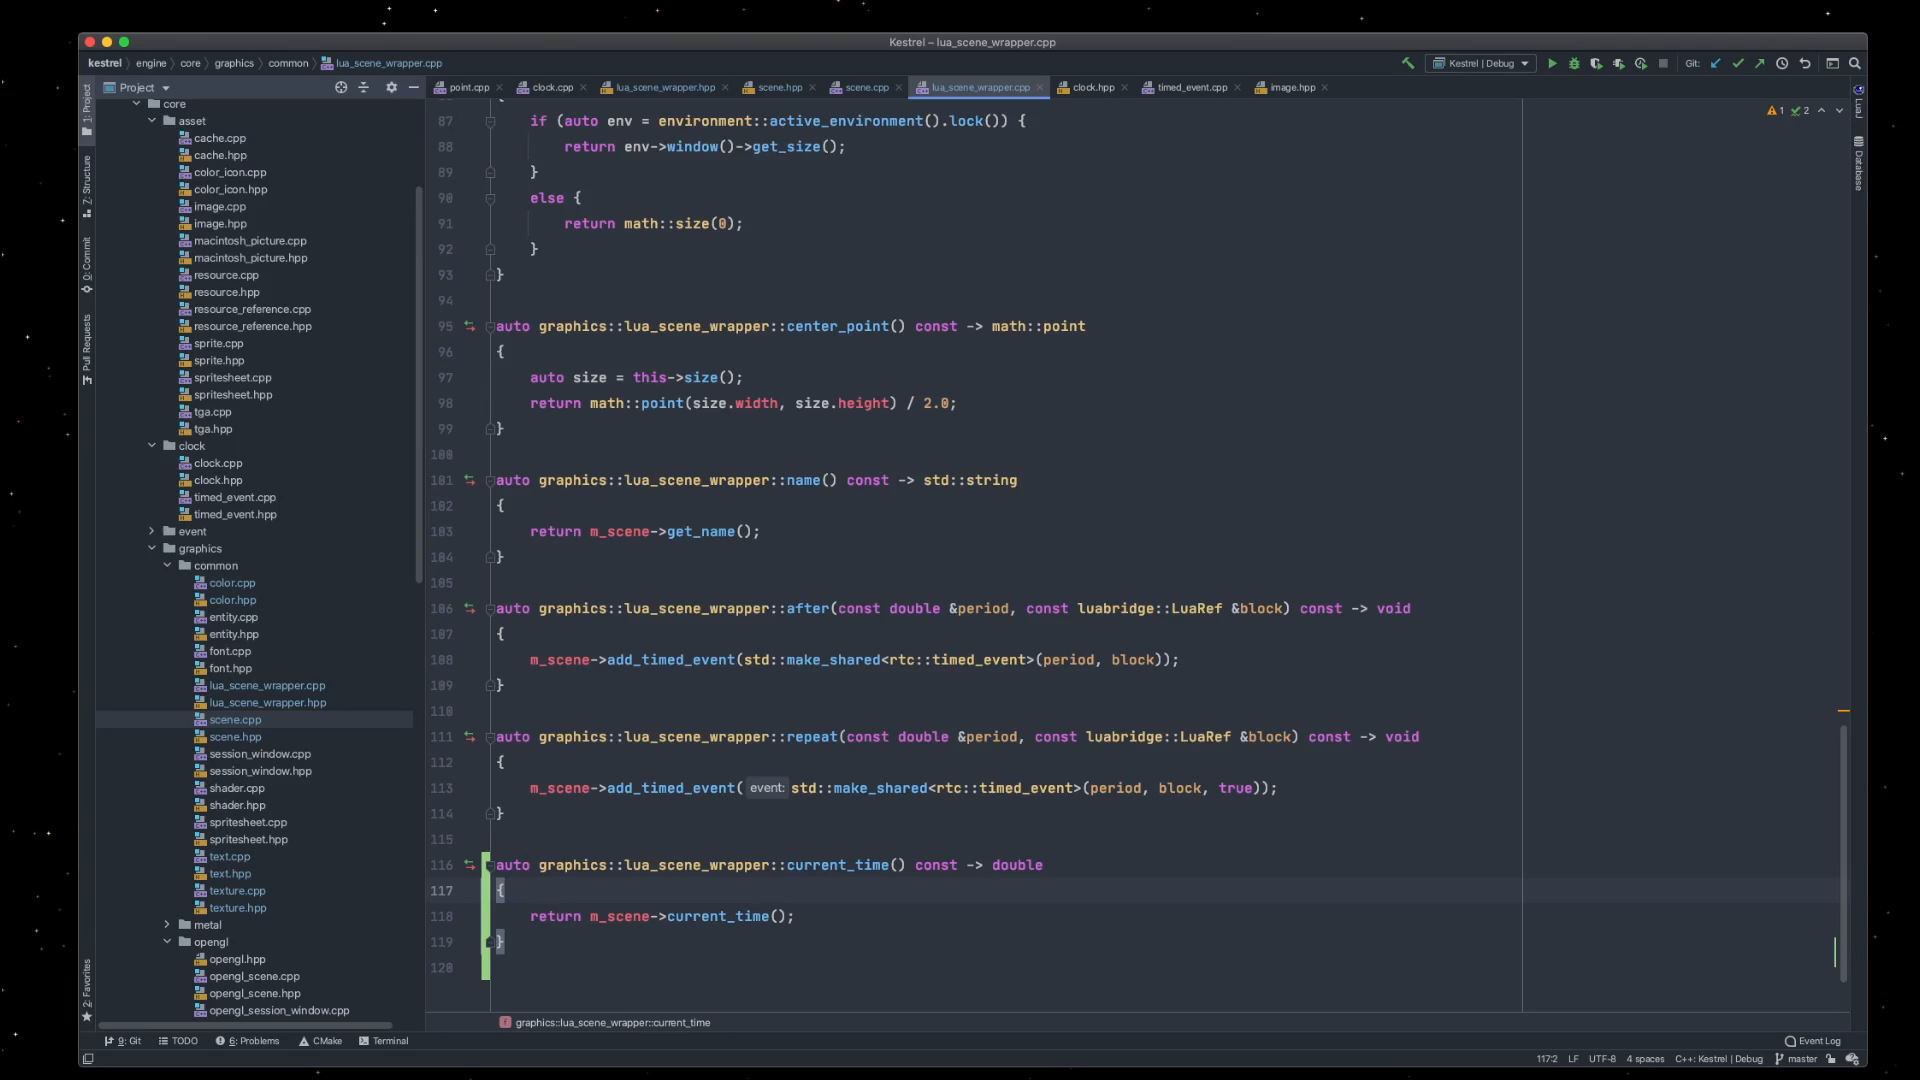 Kestrel – lua_scene_wrapper.cpp
kestrel engine core graphics common lua_scene_wrapper.cpp
Kestrel | Debug
Git:
Project
point.cpp
clock.cpp
lua_scene_wrapper.hpp
scene.hpp
scene.cpp
lua_scene_wrapper.cpp
clock.hpp
timed_event.cpp
image.hpp
1: Project
7: Structure
0: Commit
Pull Requests
2: Favorites
core
asset
cache.cpp
cache.hpp
color_icon.cpp
color_icon.hpp
image.cpp
image.hpp
macintosh_picture.cpp
macintosh_picture.hpp
resource.cpp
resource.hpp
resource_reference.cpp
resource_reference.hpp
sprite.cpp
sprite.hpp
spritesheet.cpp
spritesheet.hpp
tga.cpp
tga.hpp
clock
clock.cpp
clock.hpp
timed_event.cpp
timed_event.hpp
event
graphics
common
color.cpp
color.hpp
entity.cpp
entity.hpp
font.cpp
font.hpp
lua_scene_wrapper.cpp
lua_scene_wrapper.hpp
scene.cpp
scene.hpp
session_window.cpp
session_window.hpp
shader.cpp
shader.hpp
spritesheet.cpp
spritesheet.hpp
text.cpp
text.hpp
texture.cpp
texture.hpp
metal
opengl
opengl.hpp
opengl_scene.cpp
opengl_scene.hpp
opengl_session_window.cpp
1 2
87 if (auto env = environment::active_environment().lock()) {
88 return env->window()->get_size();
89 }
90 else {
91 return math::size(0);
92 }
93 }
94
95 auto graphics::lua_scene_wrapper::center_point() const -> math::point
96 {
97 auto size = this->size();
98 return math::point(size.width, size.height) / 2.0;
99 }
100
101 auto graphics::lua_scene_wrapper::name() const -> std::string
102 {
103 return m_scene->get_name();
104 }
105
106 auto graphics::lua_scene_wrapper::after(const double &period, const luabridge::LuaRef &block) const -> void
107 {
108 m_scene->add_timed_event(std::make_shared<rtc::timed_event>(period, block));
109 }
110
111 auto graphics::lua_scene_wrapper::repeat(const double &period, const luabridge::LuaRef &block) const -> void
112 {
113 m_scene->add_timed_event( event: std::make_shared<rtc::timed_event>(period, block, true));
114 }
115
116 auto graphics::lua_scene_wrapper::current_time() const -> double
117 {
118 return m_scene->current_time();
119 }
120
f graphics::lua_scene_wrapper::current_time
LuaJ
Database
9: Git
TODO
6: Problems
CMake
Terminal
Event Log
117:2 LF UTF-8 4 spaces C++: Kestrel | Debug master